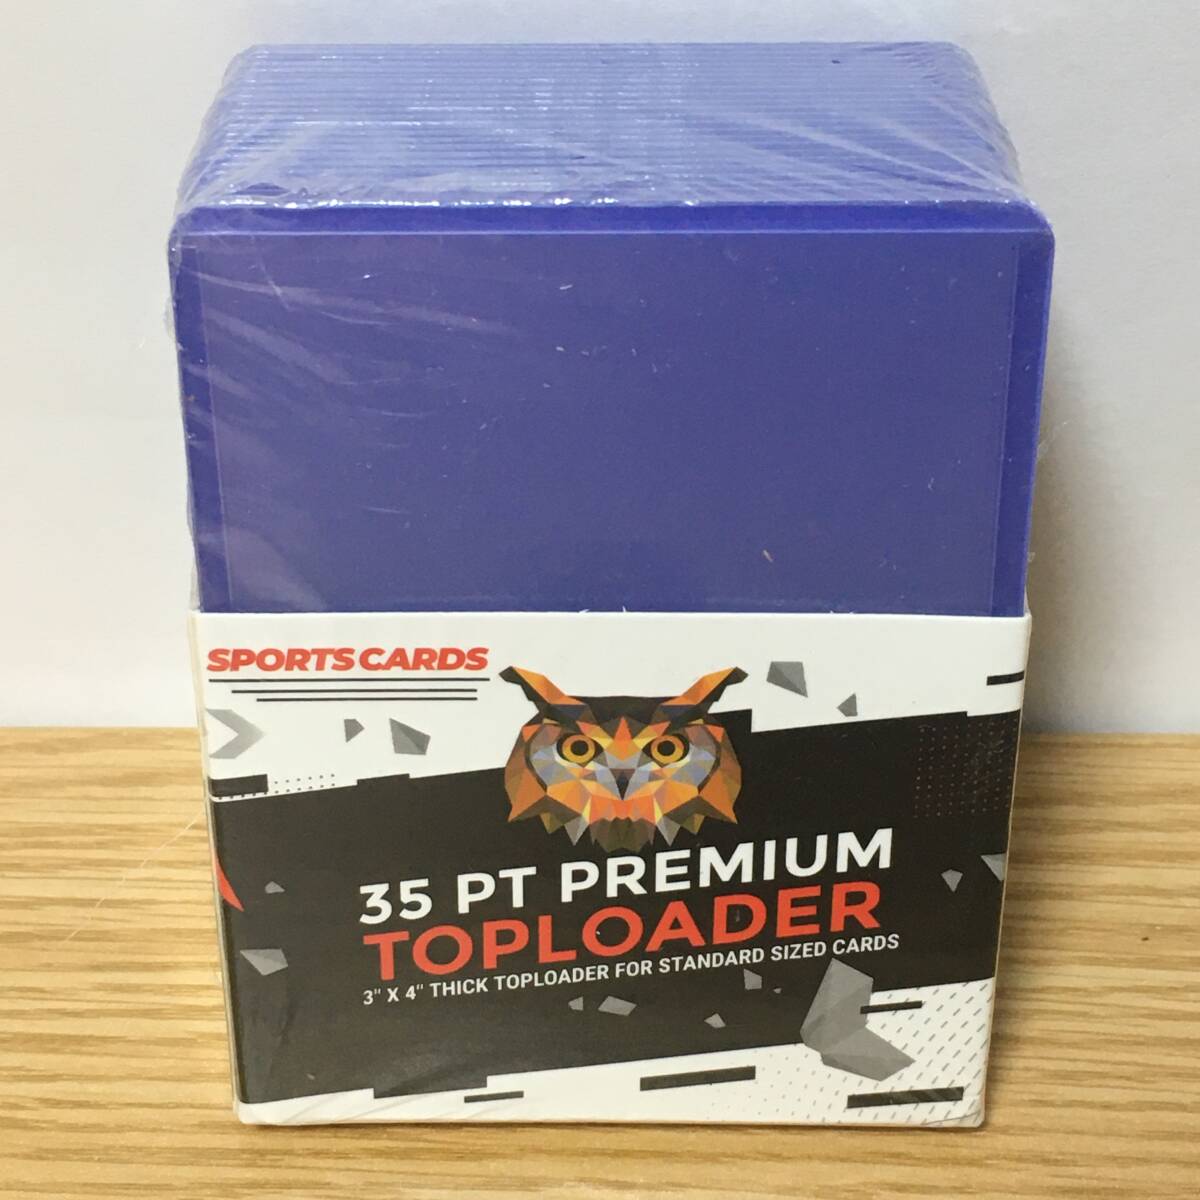 SPORTS CARDS
35 PT PREMIUM
TOPLOADER
3" X 4" THICK TOPLOADER FOR STANDARD SIZED CARDS